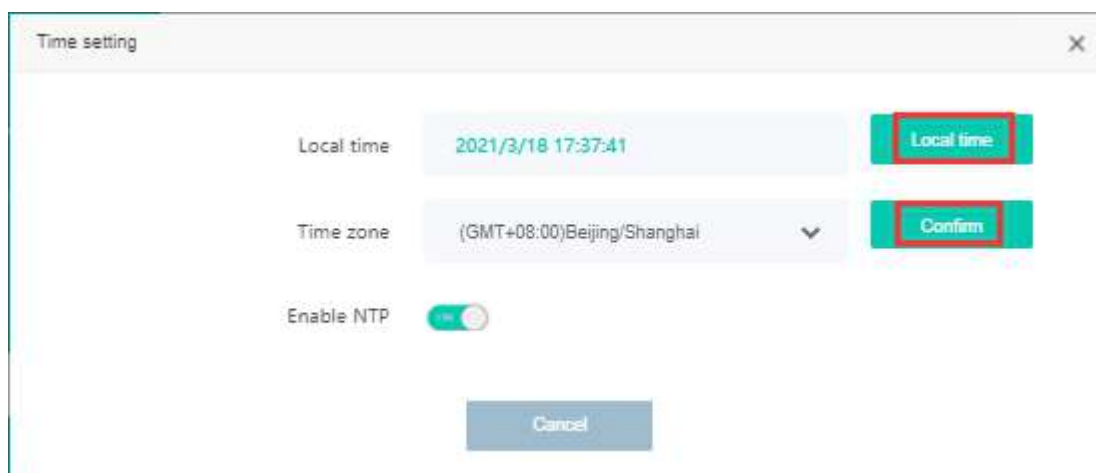 Time setting
Local time 2021/3/18 17:37:41 Local time
Time zone (GMT+08:00)Beijing/Shanghai Confirm
Enable NTP
Cancel